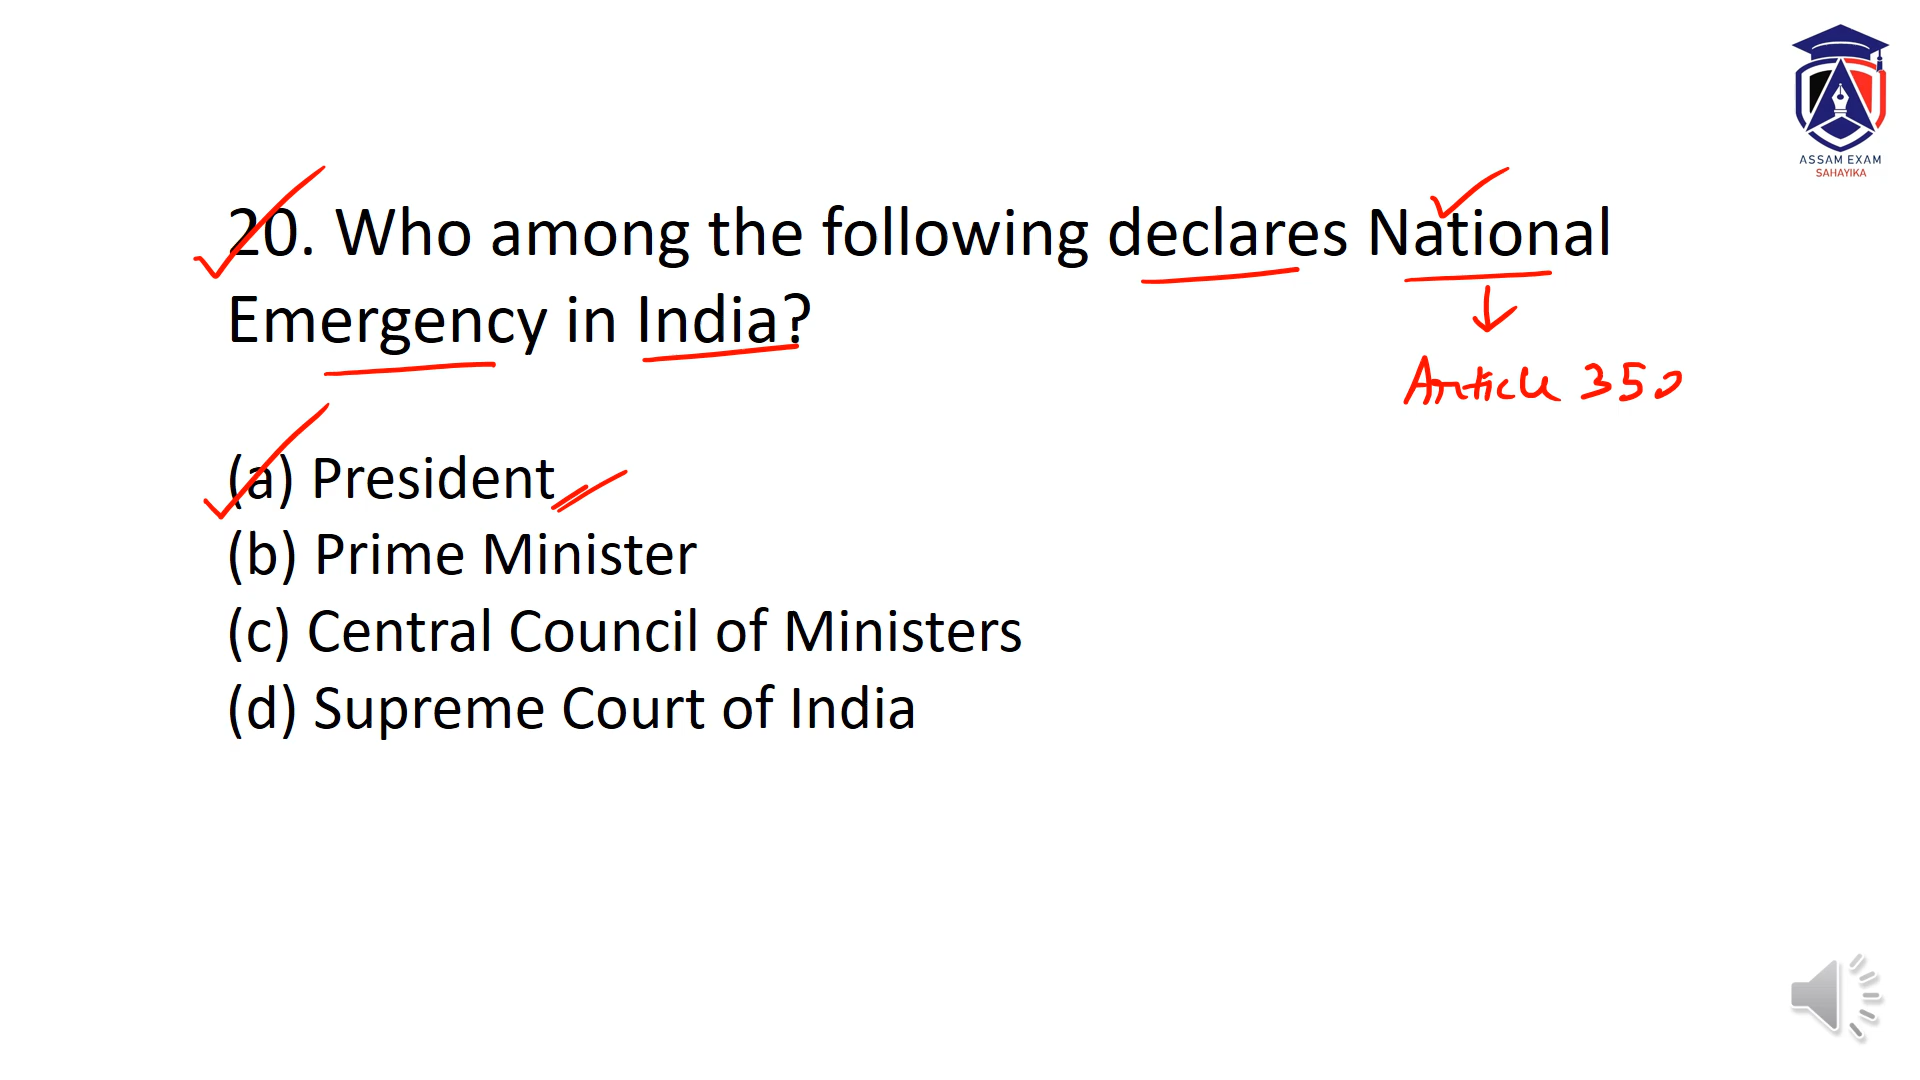 ASSAM EXAM
SAHAYIKA
20. Who among the following declares National
Emergency in India?
Article 350
(a) President
(b) Prime Minister
(c) Central Council of Ministers
(d) Supreme Court of India